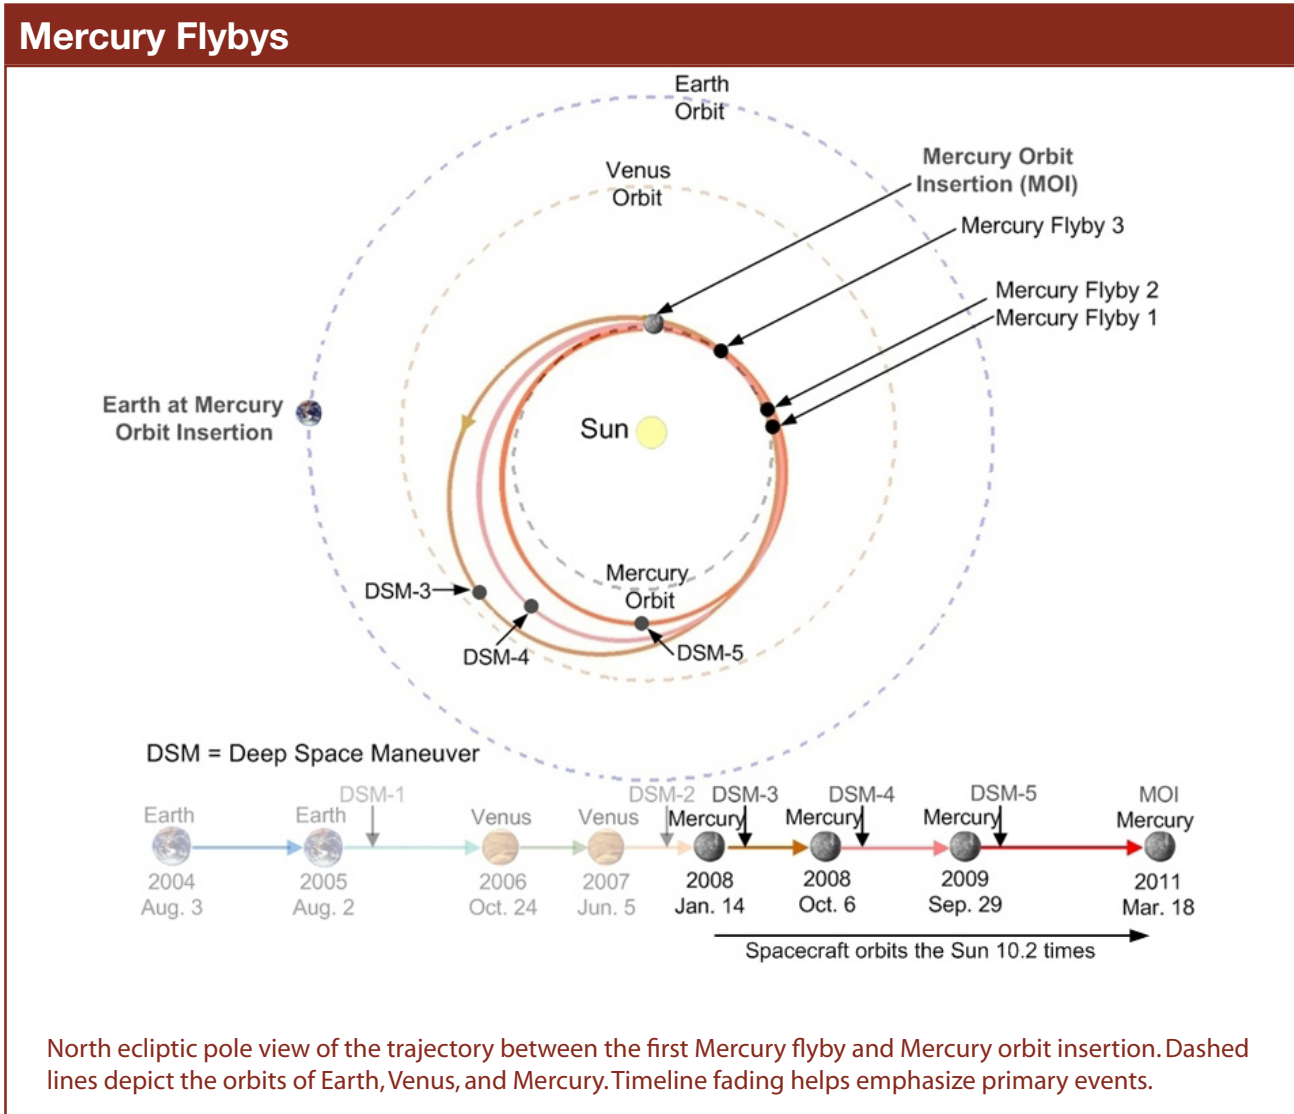 Mercury Flybys
Earth
Orbit
Venus
Orbit
Mercury Orbit
Insertion (MOI)
Mercury Flyby 3
Mercury Flyby 2
Mercury Flyby 1
Earth at Mercury
Orbit Insertion
Sun
Mercury
Orbit
DSM-3
DSM-4
DSM-5
DSM = Deep Space Maneuver
DSM-1
DSM-2
DSM-3
DSM-4
DSM-5
MOI
Earth
Earth
Venus
Venus
Mercury
Mercury
Mercury
Mercury
2004
2005
2006
2007
2008
2008
2009
2011
Aug. 3
Aug. 2
Oct. 24
Jun. 5
Jan. 14
Oct. 6
Sep. 29
Mar. 18
Spacecraft orbits the Sun 10.2 times
North ecliptic pole view of the trajectory between the first Mercury flyby and Mercury orbit insertion. Dashed
lines depict the orbits of Earth, Venus, and Mercury. Timeline fading helps emphasize primary events.